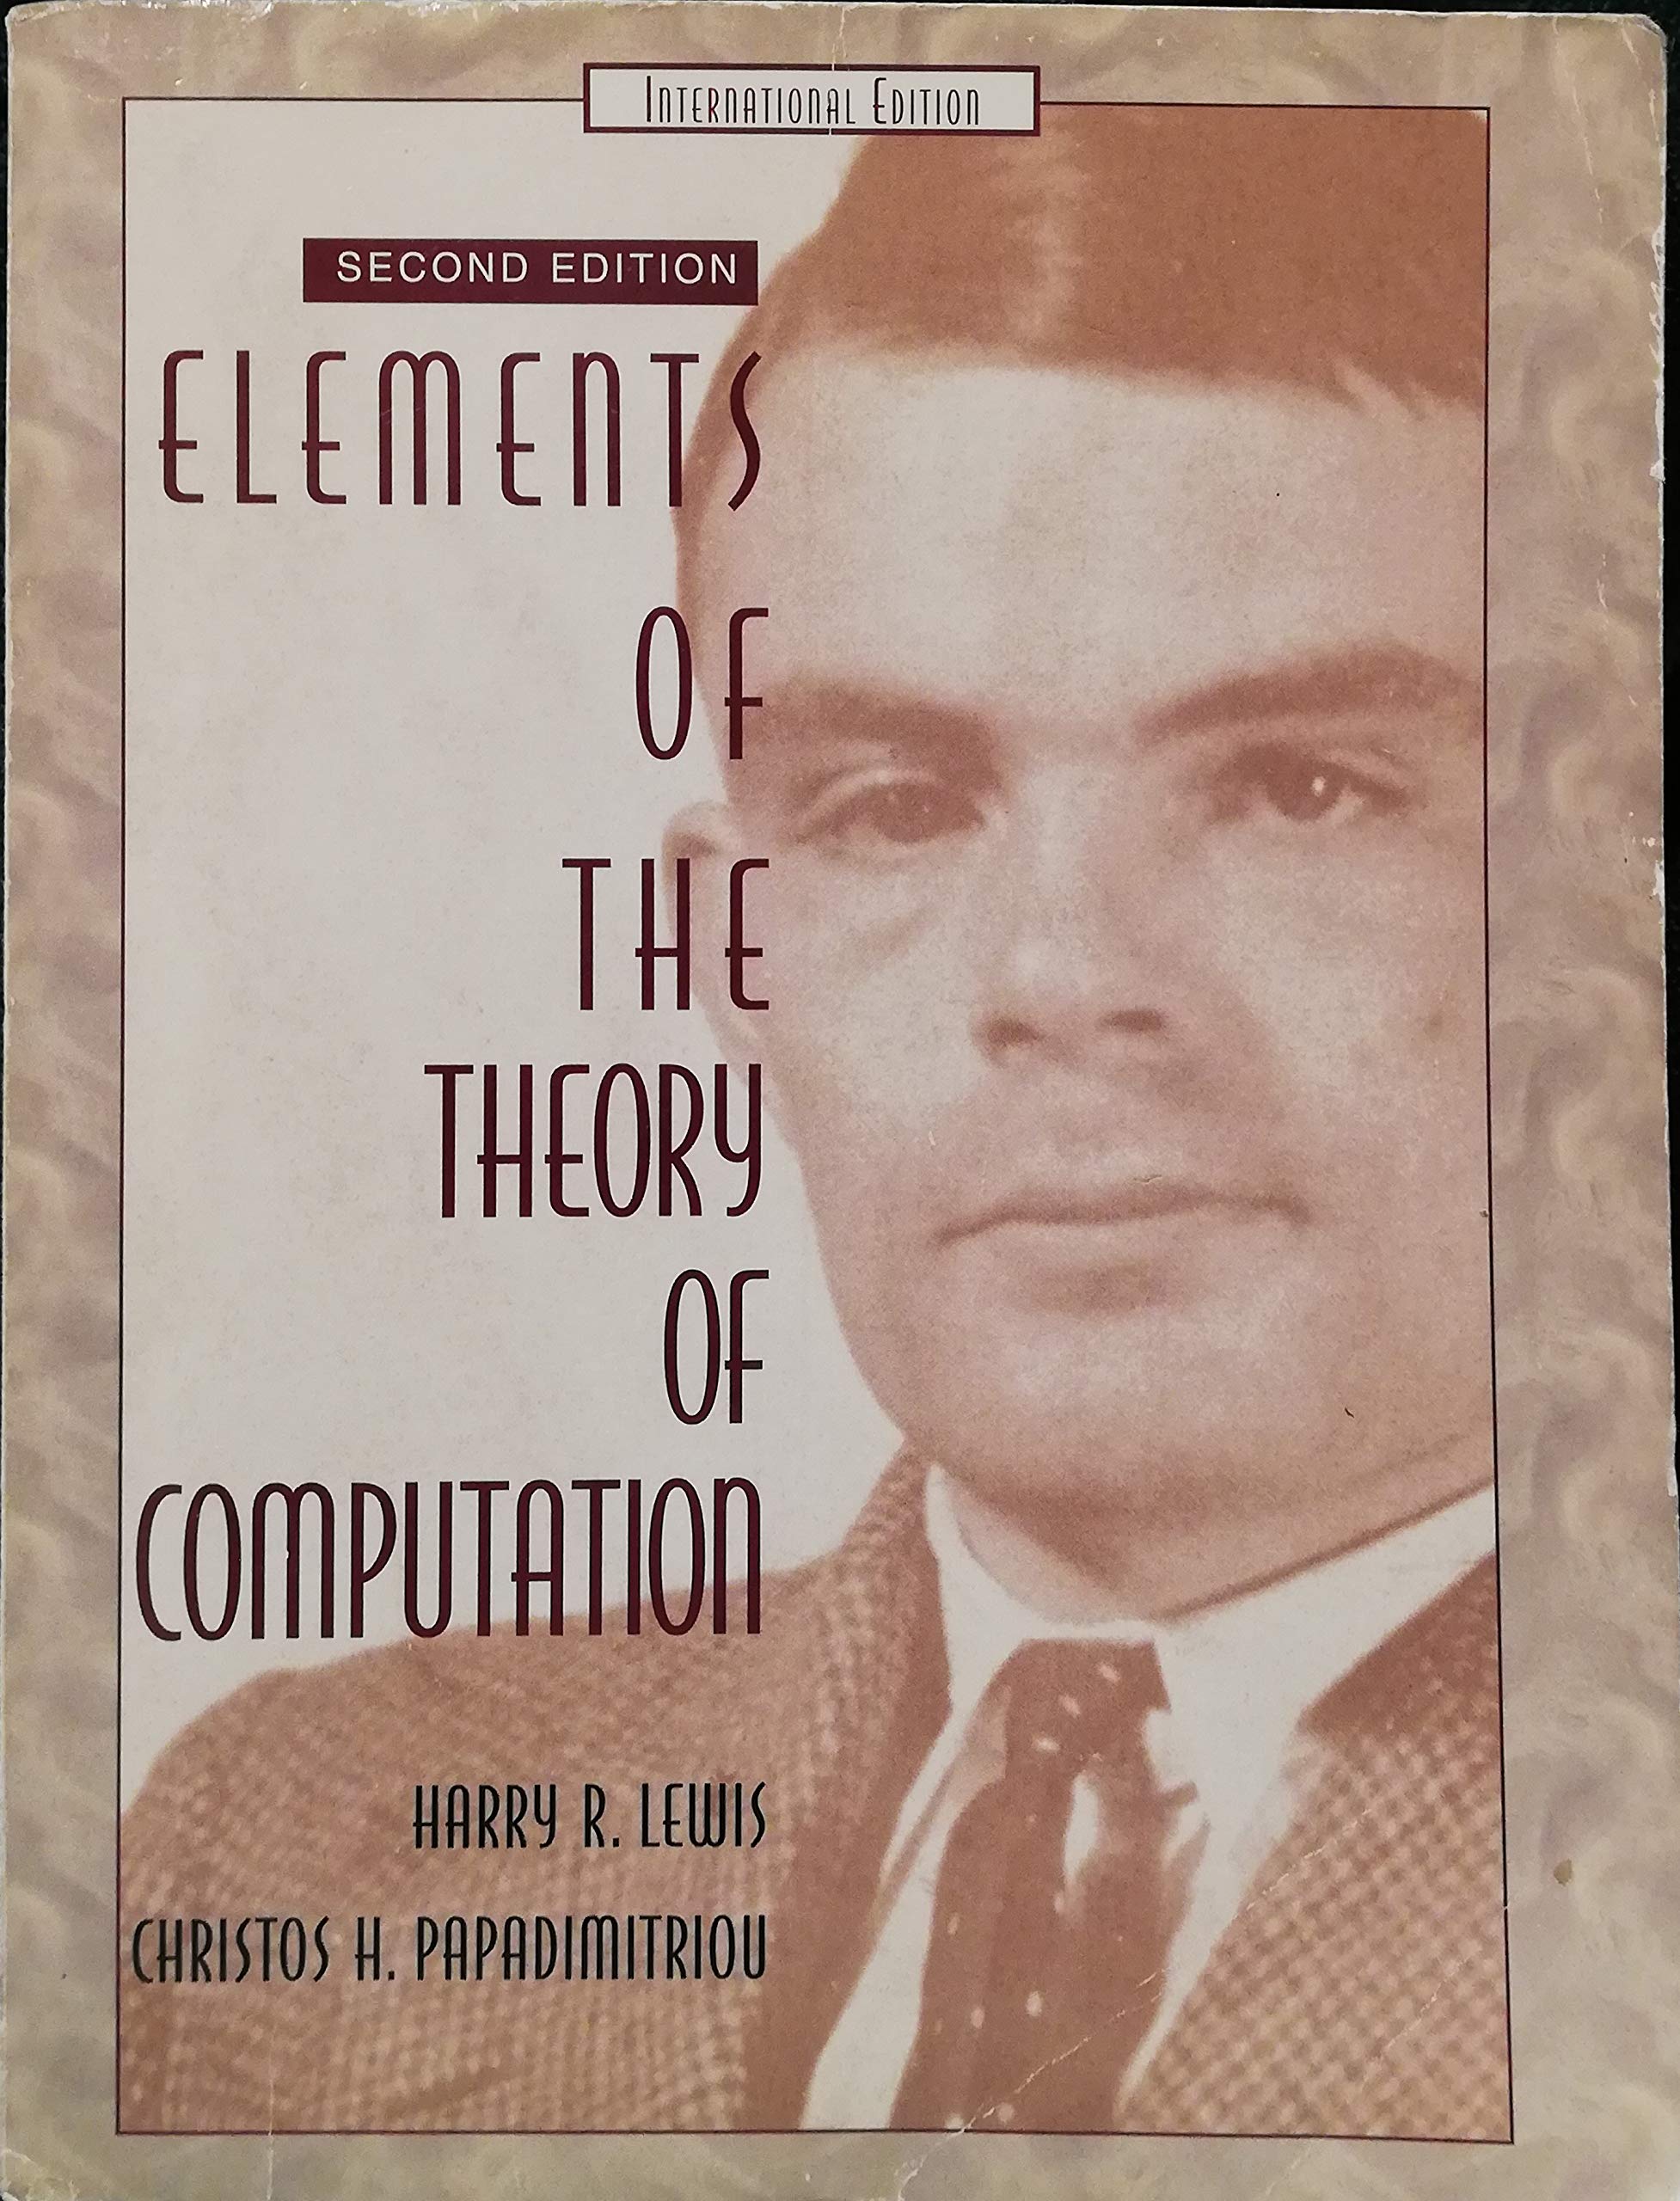 INTERNATIONAL EDITION
SECOND EDITION
ELEMENTS
OF
THE
THEORY
OF
COMPUTATION
HARRY R. LEWIS
CHRISTOS H. PAPADIMITRIOU